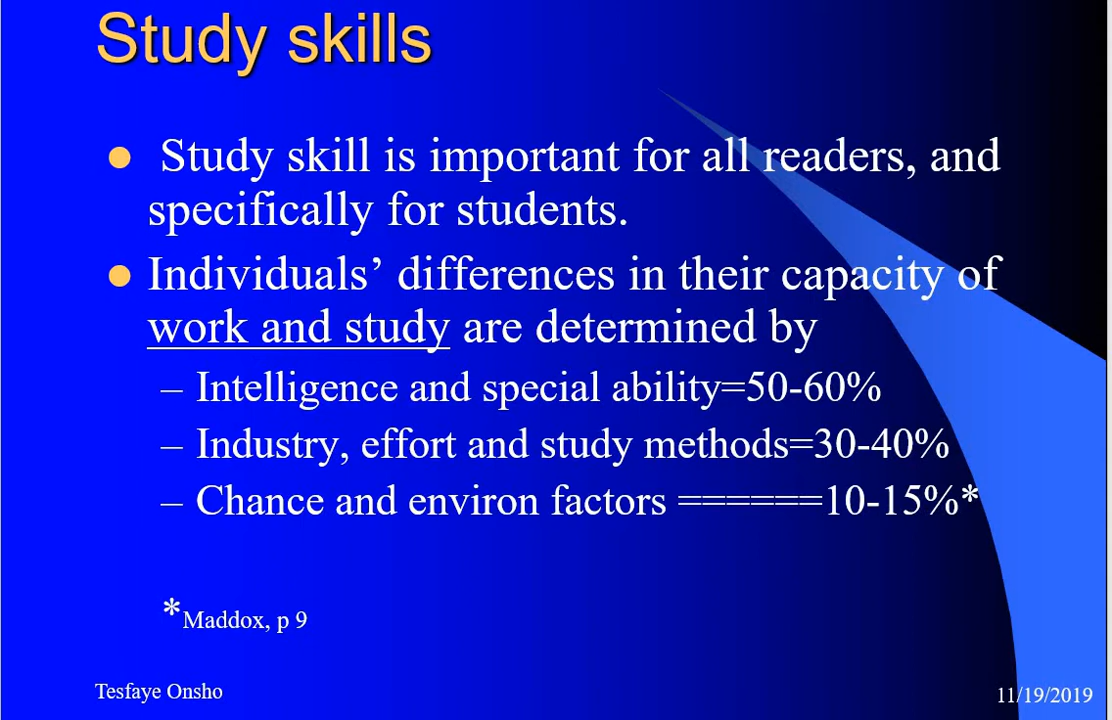 Study skills
● Study skill is important for all readers, and
specifically for students.
● Individuals’ differences in their capacity of
work and study are determined by
– Intelligence and special ability=50-60%
– Industry, effort and study methods=30-40%
– Chance and environ factors ======10-15%*
*Maddox, p 9
Tesfaye Onsho
11/19/2019